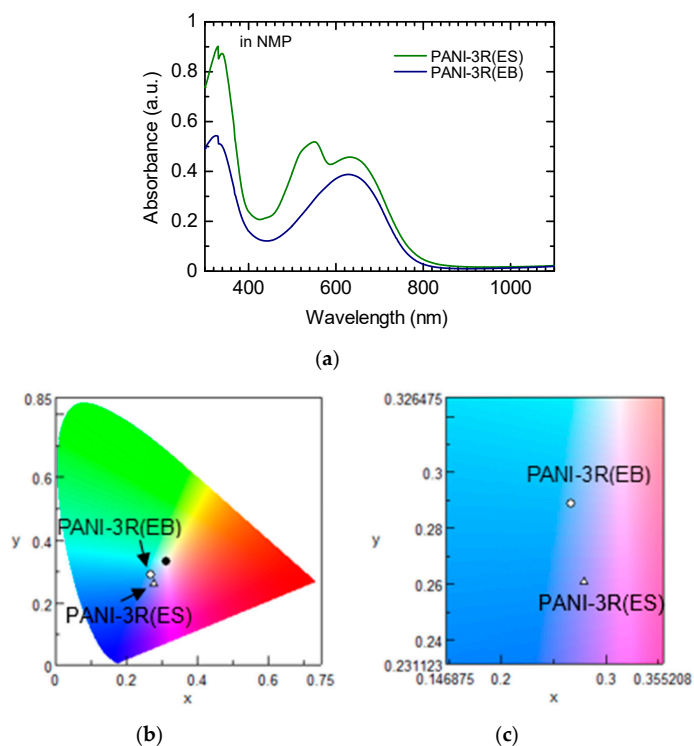 1
0.8
0.6
0.4
0.2
0
Absorbance (a.u.)
in NMP
PANI-3R(ES)
PANI-3R(EB)
400 600 800 1000
Wavelength (nm)
(a)
0.85
0.6
0.4
0.2
0
y
PANI-3R(EB)
PANI-3R(ES)
0 0.2 0.4 0.75
x
(b)
0.326475
0.3
0.28
0.26
0.24
0.231123
y
PANI-3R(EB)
PANI-3R(ES)
0.146875 0.2 0.3 0.355208
x
(c)